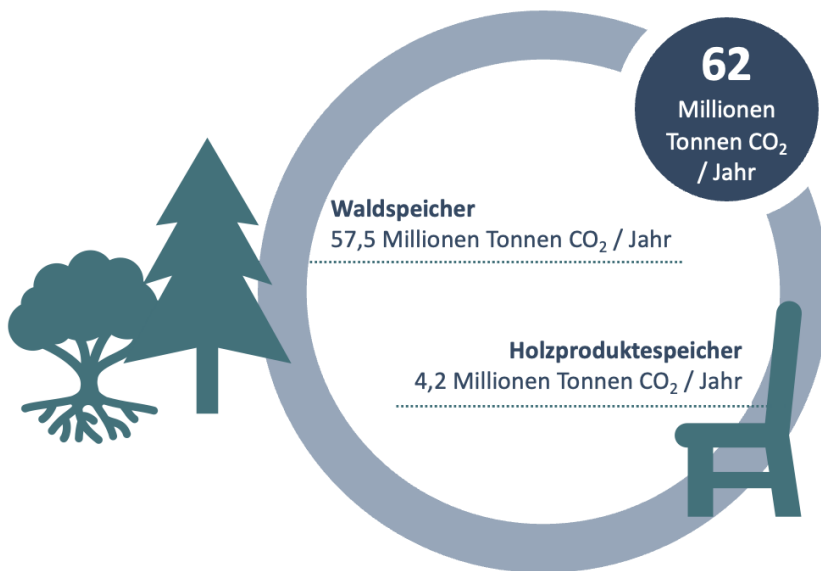 62
Millionen
Tonnen CO₂
/ Jahr
Waldspeicher
57,5 Millionen Tonnen CO₂ / Jahr
Holzproduktespeicher
4,2 Millionen Tonnen CO₂ / Jahr